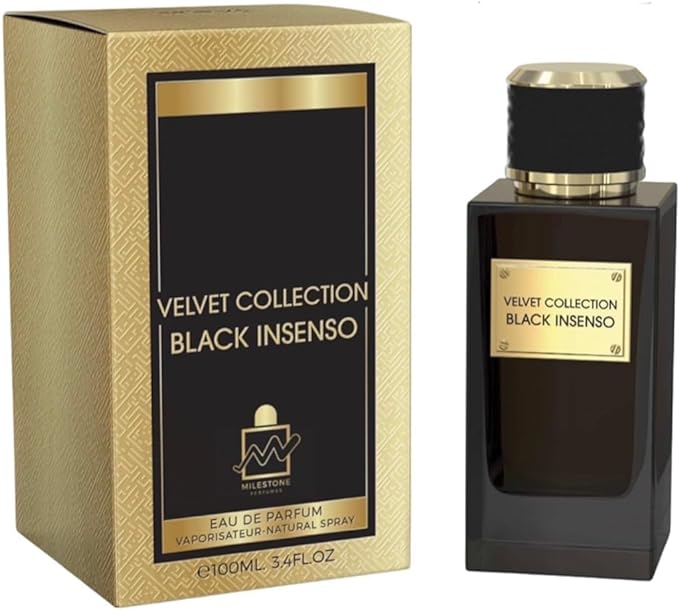 VELVET COLLECTION
BLACK INSENSO
MILESTONE
PERFUMES
EAU DE PARFUM
VAPORISATEUR-NATURAL SPRAY
℮100ML. 3.4FL.OZ
VELVET COLLECTION
BLACK INSENSO